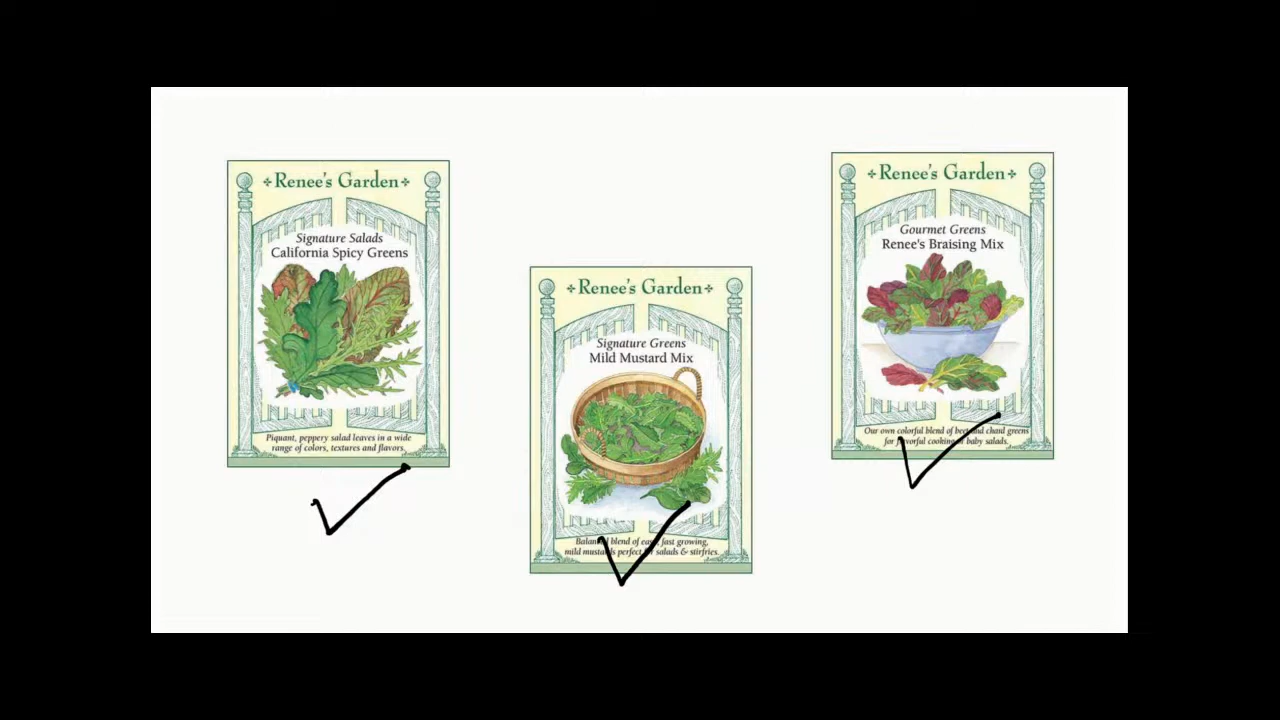 Renee's Garden
Signature Salads
California Spicy Greens
Piquant, peppery salad leaves in a wide
range of colors, textures and flavors.
Renee's Garden
Signature Greens
Mild Mustard Mix
blend of easy, fast growing,
mild mustards perfect for salads & stirfries.
Renee's Garden
Gourmet Greens
Renee's Braising Mix
Our own colorful blend of beet and chard greens
for flavorful cooking or baby salads.